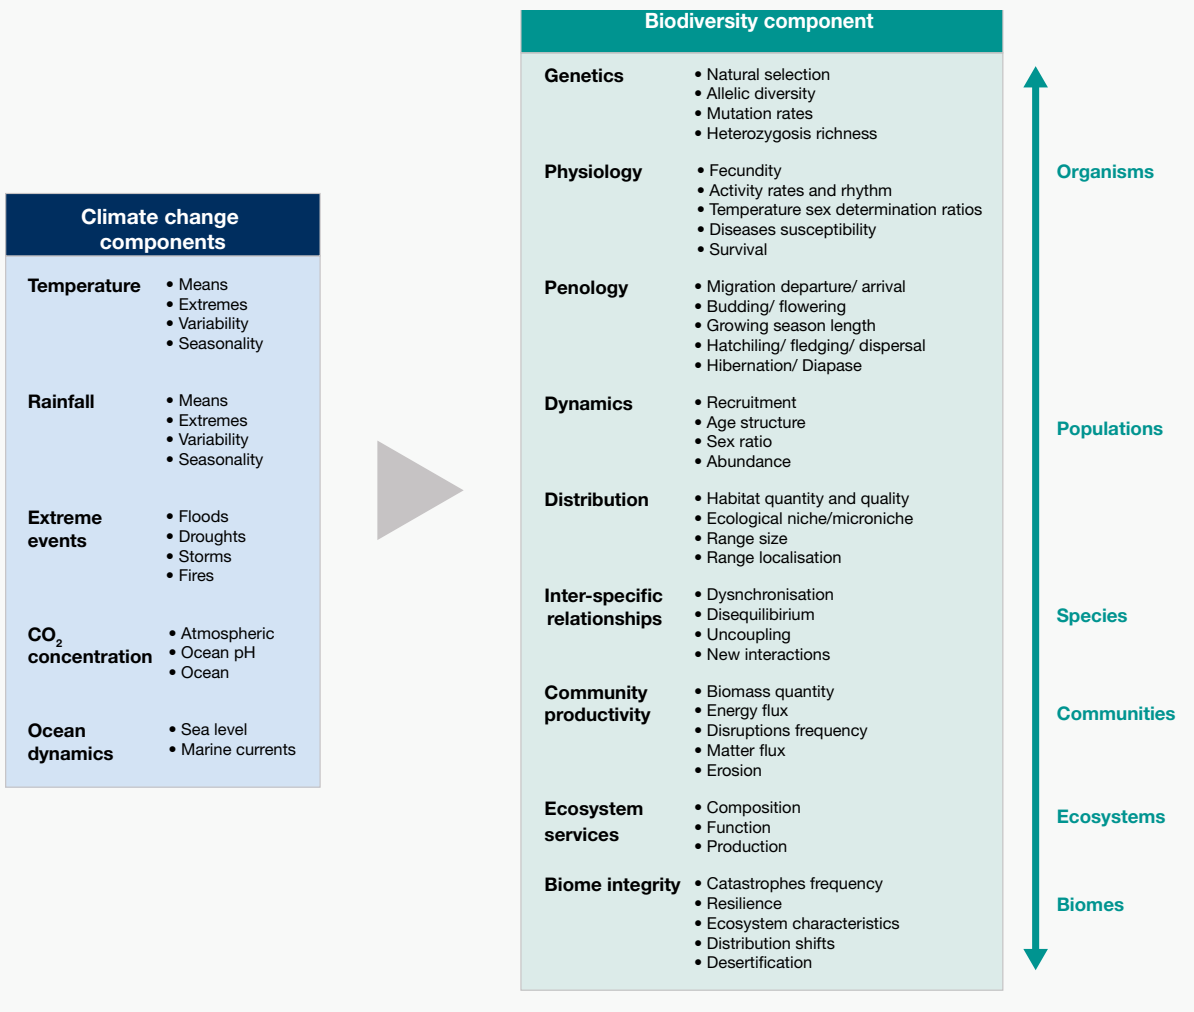 Climate change
components
Temperature
• Means
• Extremes
• Variability
• Seasonality
Rainfall
• Means
• Extremes
• Variability
• Seasonality
Extreme
events
• Floods
• Droughts
• Storms
• Fires
CO2
concentration
• Atmospheric
• Ocean pH
• Ocean
Ocean
dynamics
• Sea level
• Marine currents
Biodiversity component
Genetics
• Natural selection
• Allelic diversity
• Mutation rates
• Heterozygosis richness
Physiology
• Fecundity
• Activity rates and rhythm
• Temperature sex determination ratios
• Diseases susceptibility
• Survival
Penology
• Migration departure/ arrival
• Budding/ flowering
• Growing season length
• Hatchiling/ fledging/ dispersal
• Hibernation/ Diapase
Dynamics
• Recruitment
• Age structure
• Sex ratio
• Abundance
Distribution
• Habitat quantity and quality
• Ecological niche/microniche
• Range size
• Range localisation
Inter-specific
relationships
• Dysnchronisation
• Disequilibirium
• Uncoupling
• New interactions
Community
productivity
• Biomass quantity
• Energy flux
• Disruptions frequency
• Matter flux
• Erosion
Ecosystem
services
• Composition
• Function
• Production
Biome integrity
• Catastrophes frequency
• Resilience
• Ecosystem characteristics
• Distribution shifts
• Desertification
Organisms
Populations
Species
Communities
Ecosystems
Biomes